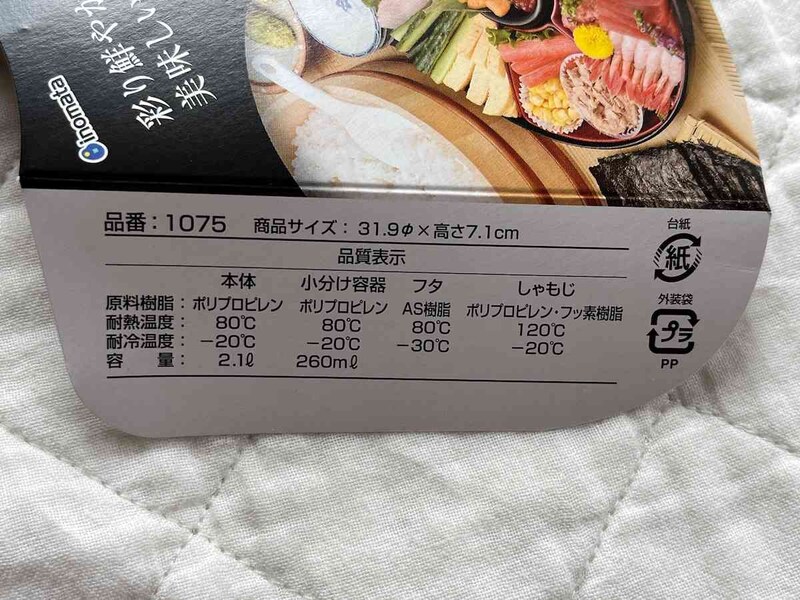 彩り鮮やか
美味しい
inomata
品番：1075 商品サイズ：31.9φ×高さ7.1cm
品質表示
本体 小分け容器 フタ しゃもじ
原料樹脂：ポリプロピレン ポリプロピレン AS樹脂 ポリプロピレン・フッ素樹脂
耐熱温度： 80℃ 80℃ 80℃ 120℃
耐冷温度： -20℃ -20℃ -30℃ -20℃
容 量： 2.1ℓ 260mℓ
台紙
紙
外装袋
プラ
PP